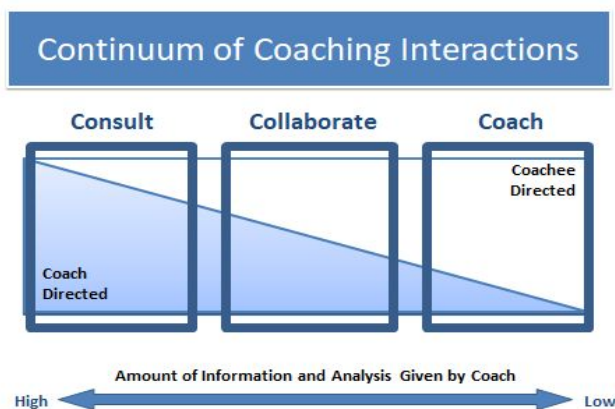 Continuum of Coaching Interactions
Consult
Collaborate
Coach
Coachee
Directed
Coach
Directed
Amount of Information and Analysis Given by Coach
High
Low